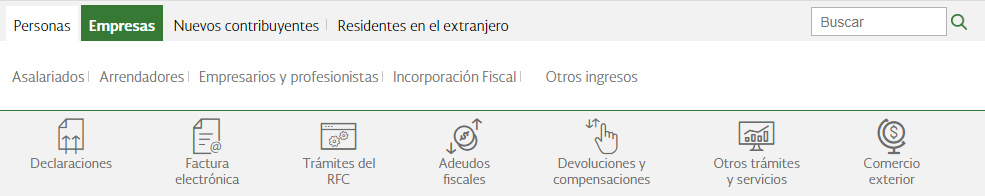 Personas Empresas Nuevos contribuyentes Residentes en el extranjero Buscar
Asalariados Arrendadores Empresarios y profesionistas Incorporación Fiscal Otros ingresos
Declaraciones
Factura
electrónica
Trámites del
RFC
Adeudos
fiscales
Devoluciones y
compensaciones
Otros trámites
y servicios
Comercio
exterior